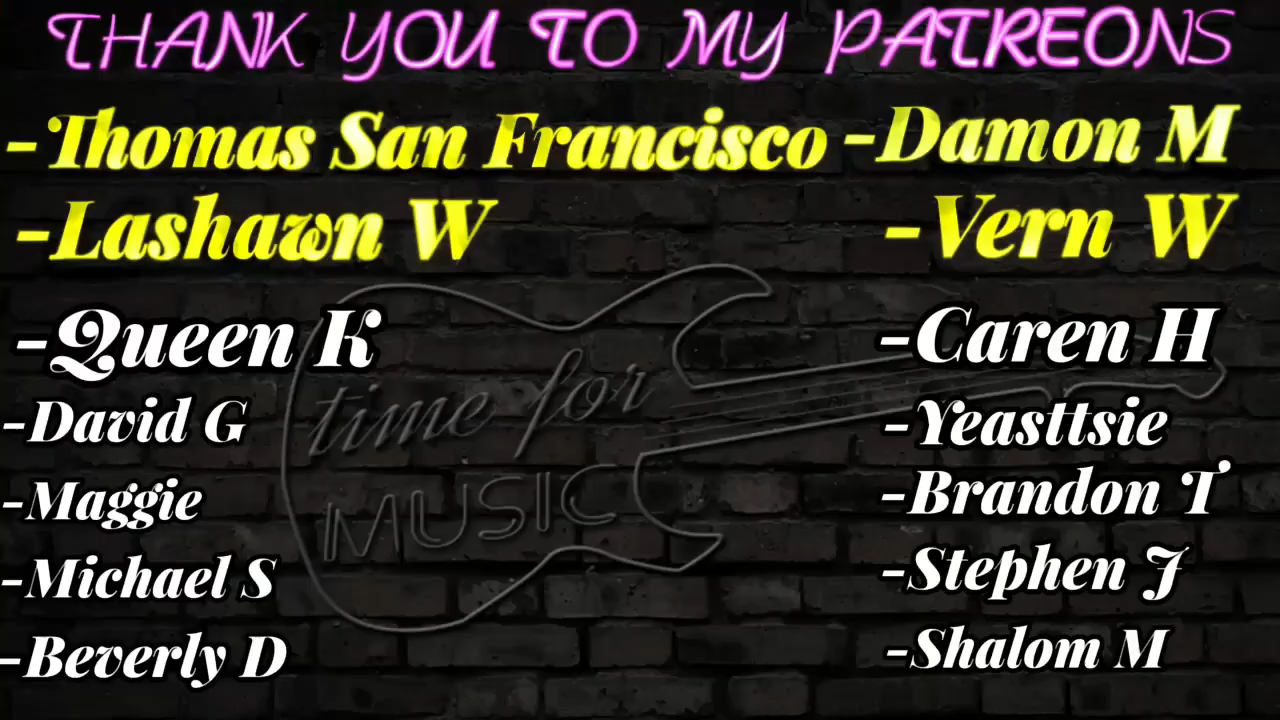 THANK YOU TO MY PATREONS
-Thomas San Francisco
-Damon M
-Lashawn W
-Vern W
-Queen K
-Caren H
time for
MUSIC
-David G
-Yeasttsie
-Maggie
-Brandon T
-Michael S
-Stephen J
-Beverly D
-Shalom M